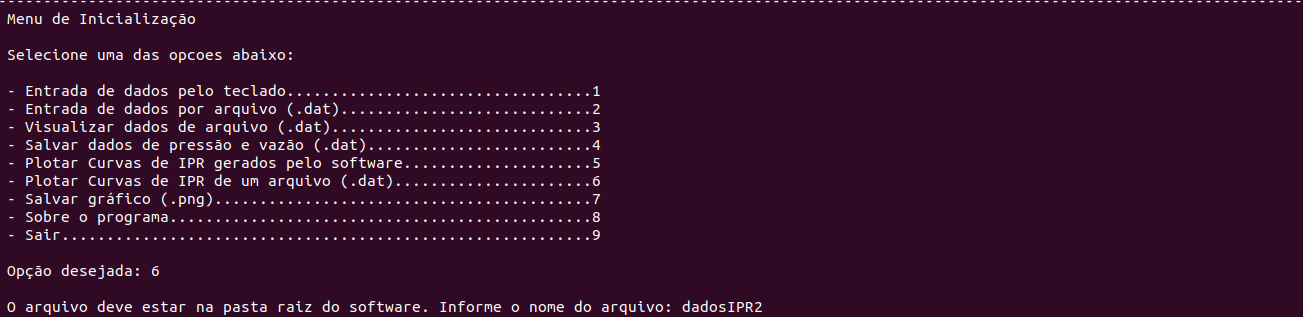 Menu de Inicialização
Selecione uma das opcoes abaixo:
- Entrada de dados pelo teclado..................................1
- Entrada de dados por arquivo (.dat)............................2
- Visualizar dados de arquivo (.dat).............................3
- Salvar dados de pressão e vazão (.dat).........................4
- Plotar Curvas de IPR gerados pelo software.....................5
- Plotar Curvas de IPR de um arquivo (.dat)......................6
- Salvar gráfico (.png)..........................................7
- Sobre o programa...............................................8
- Sair...........................................................9
Opção desejada: 6
O arquivo deve estar na pasta raiz do software. Informe o nome do arquivo: dadosIPR2